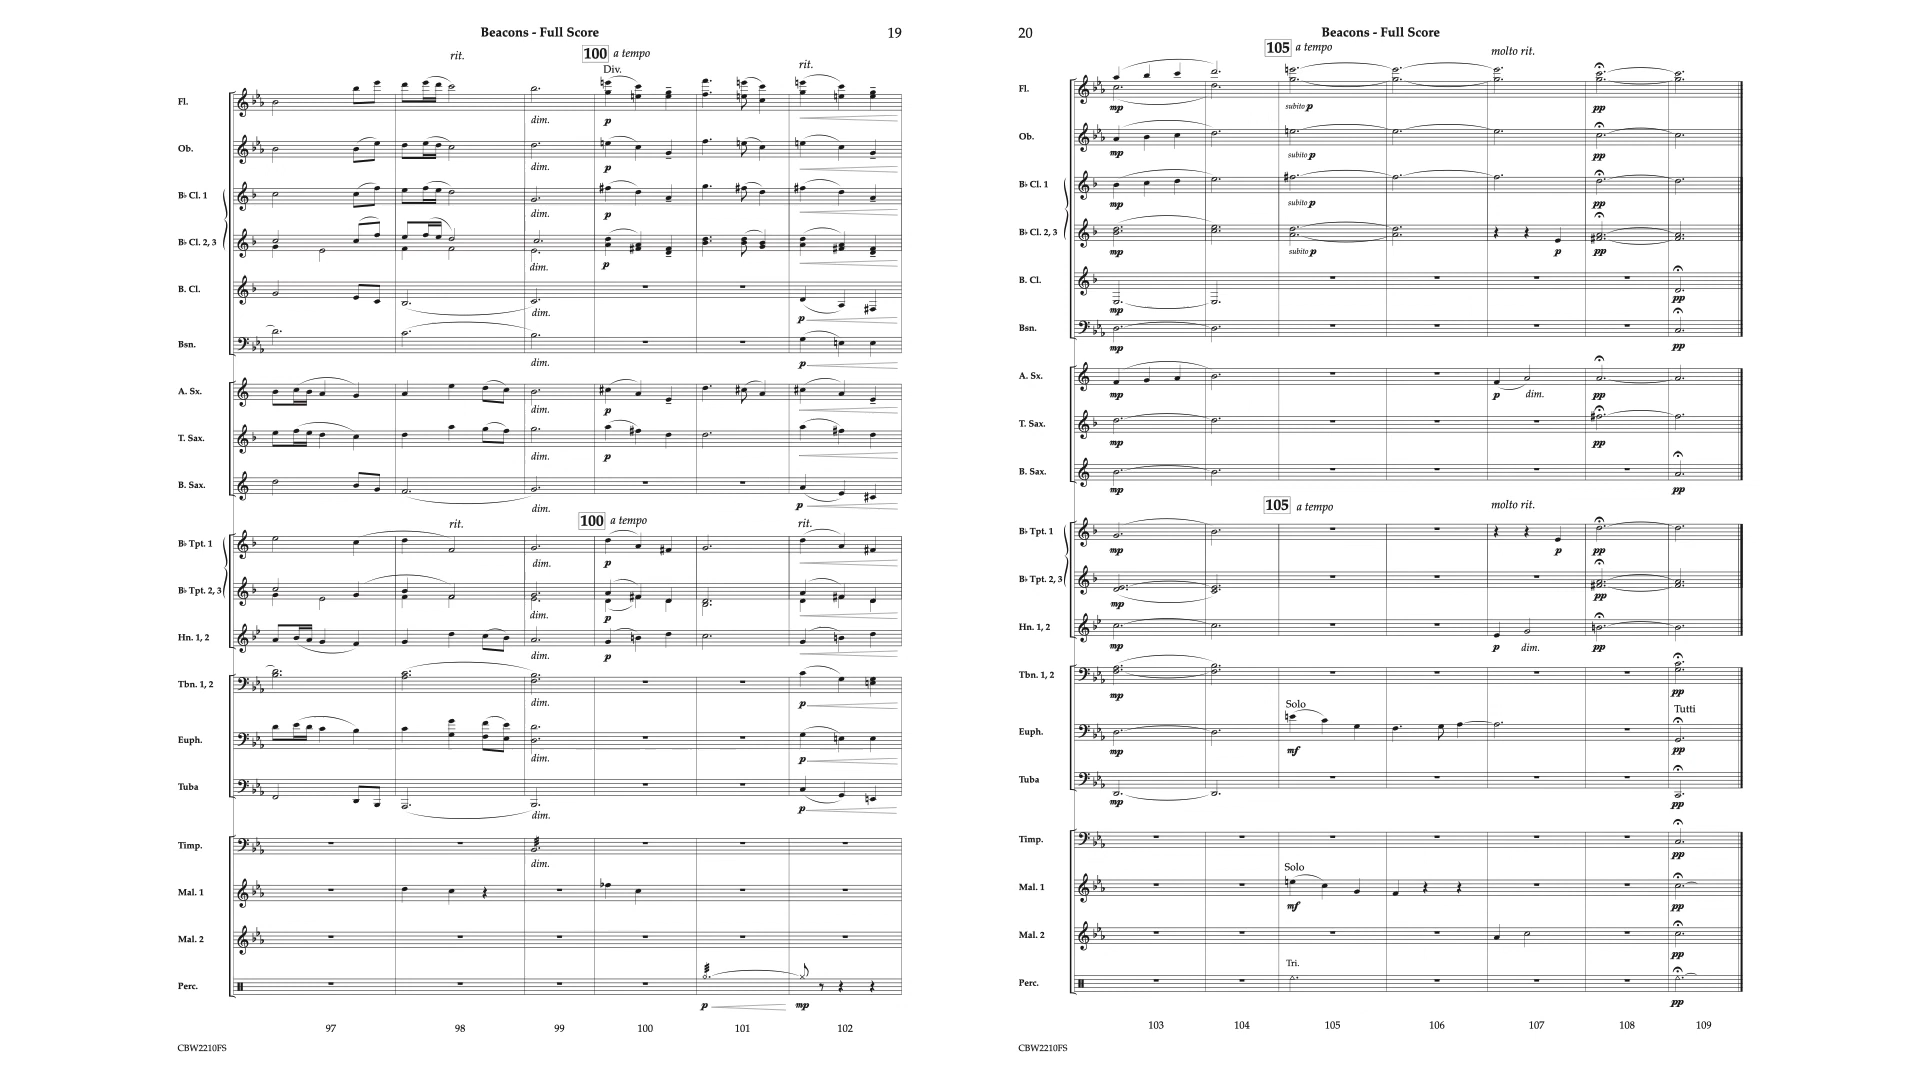 Beacons - Full Score 19
rit. 100 a tempo rit.
Div.
Fl.
dim. p
Ob.
dim. p
B♭ Cl. 1
dim. p
B♭ Cl. 2, 3
dim. p
B. Cl.
dim. p
Bsn.
dim. p
A. Sx.
dim. p
T. Sax.
dim. p
B. Sax.
dim. p
rit. 100 a tempo rit.
B♭ Tpt. 1
dim. p
B♭ Tpt. 2, 3
dim. p
Hn. 1, 2
dim. p
Tbn. 1, 2
dim. p
Euph.
dim. p
Tuba
dim. p
Timp.
dim.
Mal. 1
Mal. 2
Perc.
p mp
97 98 99 100 101 102
CBW2210FS
20 Beacons - Full Score
105 a tempo molto rit.
Fl.
mp subito p pp
Ob.
mp subito p pp
B♭ Cl. 1
mp subito p pp
B♭ Cl. 2, 3
mp subito p p pp
B. Cl.
mp pp
Bsn.
mp pp
A. Sx.
mp p dim. pp
T. Sax.
mp pp
B. Sax.
mp pp
105 a tempo molto rit.
B♭ Tpt. 1
mp p pp
B♭ Tpt. 2, 3
mp pp
Hn. 1, 2
mp p dim. pp
Tbn. 1, 2
mp pp
Solo Tutti
Euph.
mp mf pp
Tuba
mp pp
Timp.
pp
Solo
Mal. 1
mf pp
Mal. 2
pp
Tri.
Perc.
pp
103 104 105 106 107 108 109
CBW2210FS